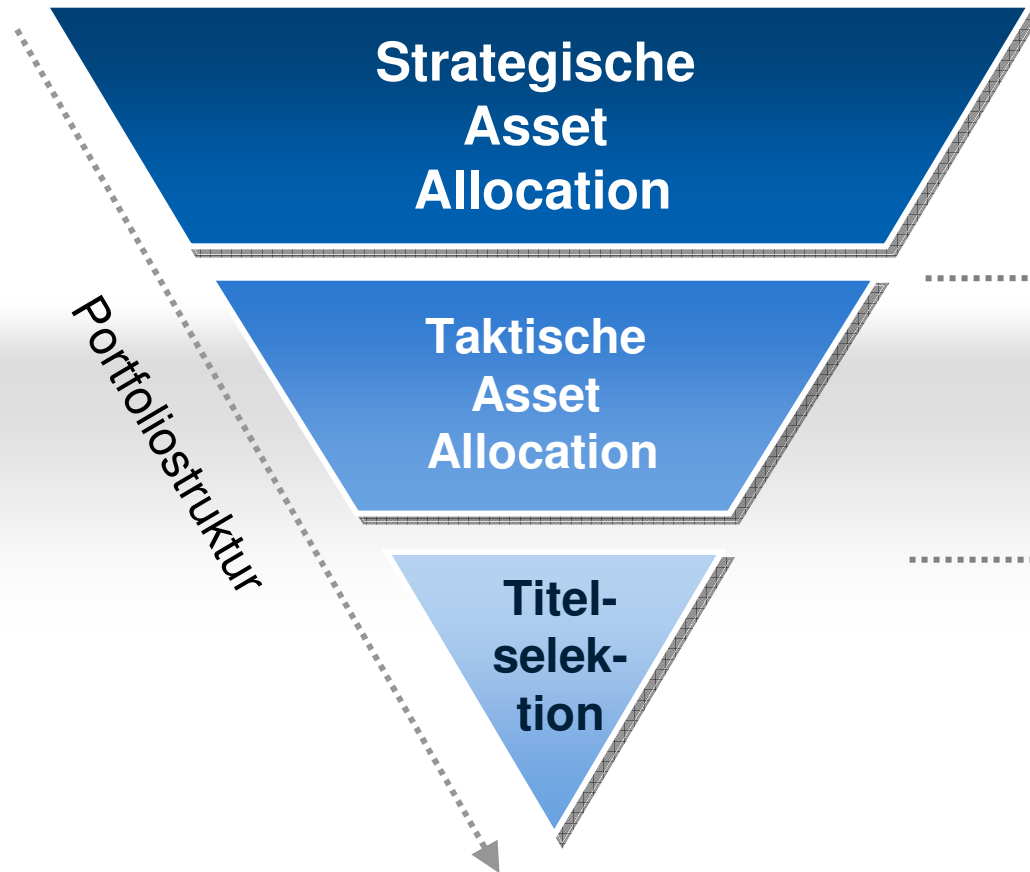 Strategische
Asset
Allocation
Taktische
Asset
Allocation
Portfoliostruktur
Titel-
selek-
tion